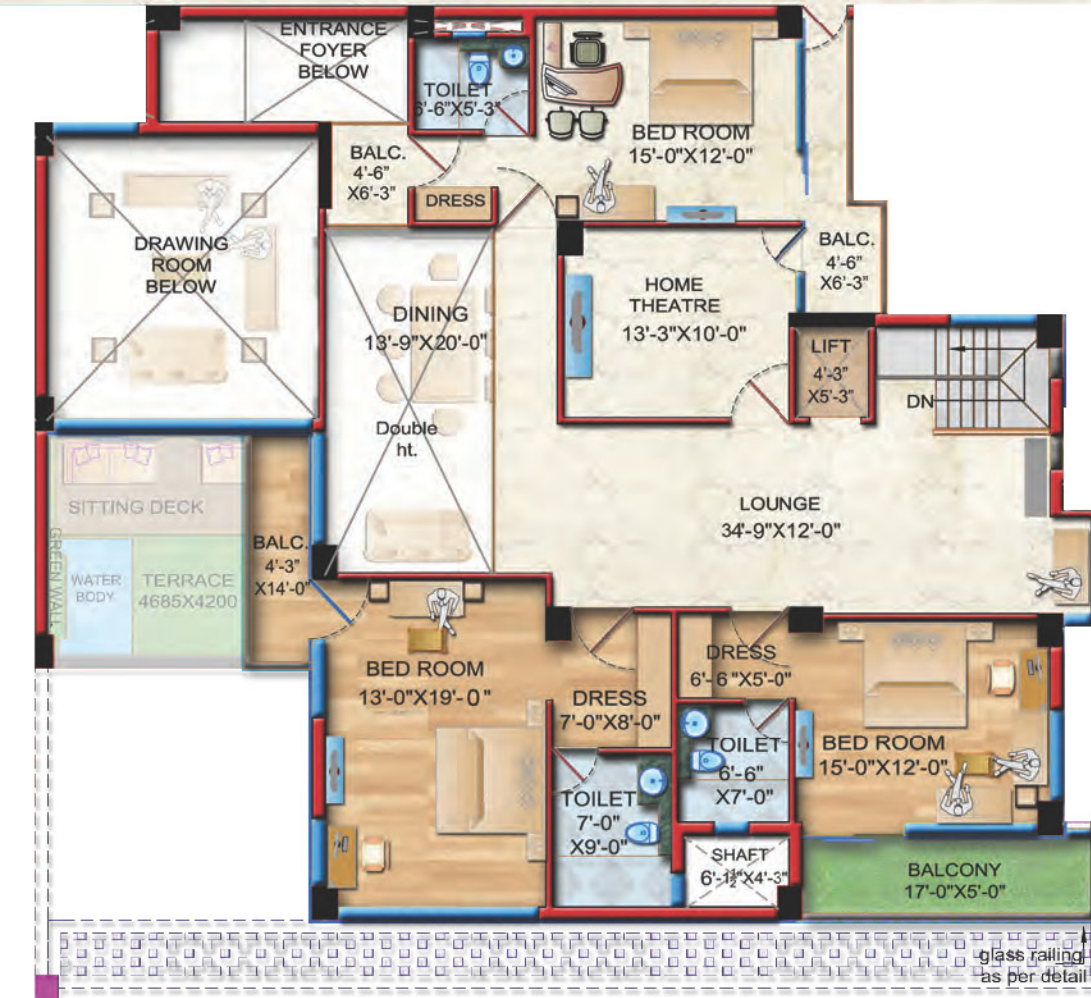 ENTRANCE
FOYER
BELOW
TOILET
6'-6"X5'-3"
BED ROOM
15'-0"X12'-0"
BALC.
4'-6"
X6'-3"
DRESS
DRAWING
ROOM
BELOW
BALC.
4'-6"
X6'-3"
HOME
THEATRE
13'-3"X10'-0"
DINING
13'-9"X20'-0"
LIFT
4'-3"
X5'-3"
DN
Double
ht.
SITTING DECK
LOUNGE
34'-9"X12'-0"
BALC.
4'-3"
X14'-0"
GREEN WALL
WATER
BODY
TERRACE
4685X4200
BED ROOM
13'-0"X19'-0"
DRESS
7'-0"X8'-0"
DRESS
6'-6"X5'-0"
TOILET
6'-6"
X7'-0"
BED ROOM
15'-0"X12'-0"
TOILET
7'-0"
X9'-0"
SHAFT
6'-1½"X4'-3"
BALCONY
17'-0"X5'-0"
glass railing
as per detail